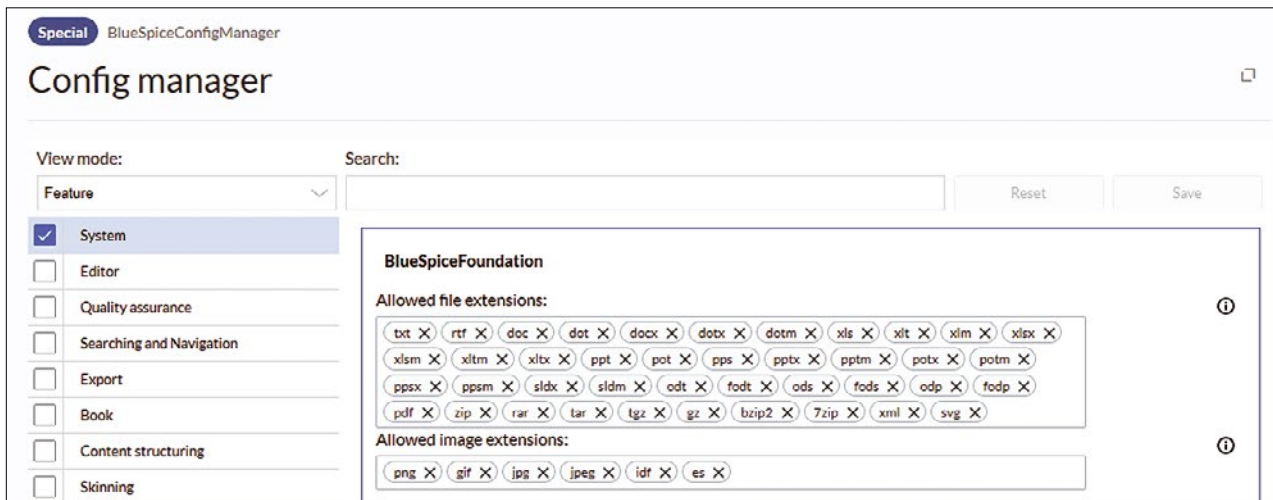 Special BlueSpiceConfigManager
Config manager
View mode: Search:
Feature Reset Save
System
Editor
Quality assurance
Searching and Navigation
Export
Book
Content structuring
Skinning
BlueSpiceFoundation
Allowed file extensions:
txt X rtf X doc X dot X docx X dotx X dotm X xls X xlt X xlm X xlsx X
xlsm X xltm X xltx X ppt X pot X pps X pptx X pptm X potx X potm X
ppsx X ppsm X sldx X sldm X odt X fodt X ods X fods X odp X fodp X
pdf X zip X rar X tar X tgz X gz X bzip2 X 7zip X xml X svg X
Allowed image extensions:
png X gif X jpg X jpeg X idf X es X